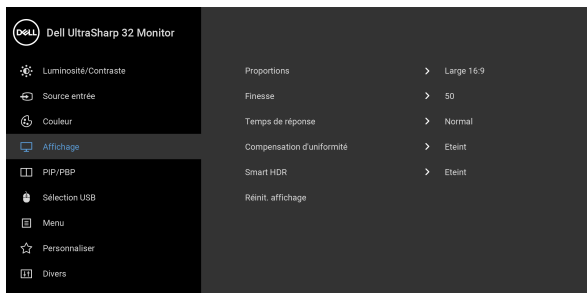 DELL Dell UltraSharp 32 Monitor
Luminosité/Contraste
Source entrée
Couleur
Affichage
PIP/PBP
Sélection USB
Menu
Personnaliser
Divers
Proportions Large 16:9
Finesse 50
Temps de réponse Normal
Compensation d'uniformité Eteint
Smart HDR Eteint
Réinit. affichage